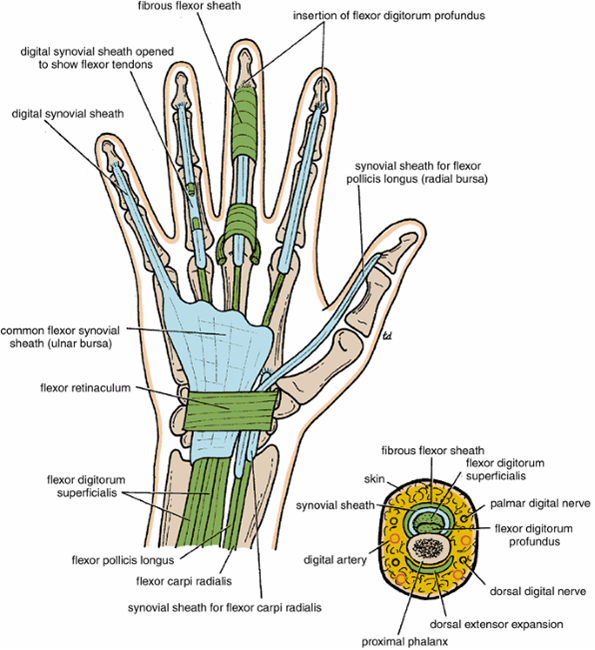 fibrous flexor sheath
insertion of flexor digitorum profundus
digital synovial sheath opened
to show flexor tendons
digital synovial sheath
synovial sheath for flexor
pollicis longus (radial bursa)
common flexor synovial
sheath (ulnar bursa)
td
flexor retinaculum
flexor digitorum
superficialis
flexor pollicis longus
flexor carpi radialis
synovial sheath for flexor carpi radialis
fibrous flexor sheath
flexor digitorum
superficialis
skin
synovial sheath
palmar digital nerve
flexor digitorum
profundus
digital artery
dorsal digital nerve
dorsal extensor expansion
proximal phalanx